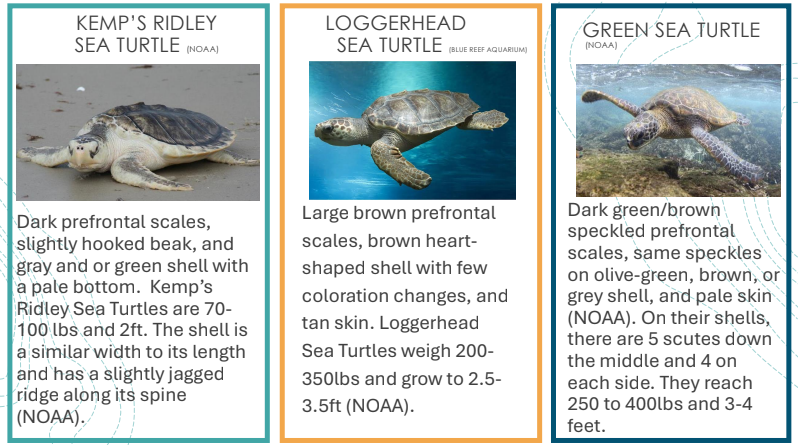 KEMP'S RIDLEY
SEA TURTLE (NOAA)
Dark prefrontal scales,
slightly hooked beak, and
gray and or green shell with
a pale bottom.  Kemp's
Ridley Sea Turtles are 70-
100 lbs and 2ft. The shell is
a similar width to its length
and has a slightly jagged
ridge along its spine
(NOAA).
LOGGERHEAD
SEA TURTLE (BLUE REEF AQUARIUM)
Large brown prefrontal
scales, brown heart-
shaped shell with few
coloration changes, and
tan skin. Loggerhead
Sea Turtles weigh 200-
350lbs and grow to 2.5-
3.5ft (NOAA).
GREEN SEA TURTLE
(NOAA)
Dark green/brown
speckled prefrontal
scales, same speckles
on olive-green, brown, or
grey shell, and pale skin
(NOAA). On their shells,
there are 5 scutes down
the middle and 4 on
each side. They reach
250 to 400lbs and 3-4
feet.